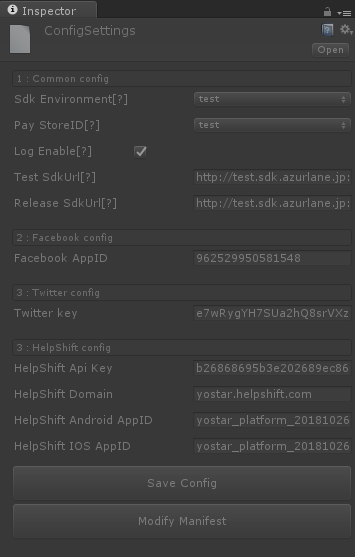 Inspector
ConfigSettings
Open
1 : Common config
Sdk Environment[?] test
Pay StoreID[?] test
Log Enable[?]
Test SdkUrl[?] http://test.sdk.azurlane.jp:
Release SdkUrl[?] http://test.sdk.azurlane.jp:
2 : Facebook config
Facebook AppID 962529950581548
3 : Twitter config
Twitter key e7wRygYH7SUa2hQ8srVXz
3 : HelpShift config
HelpShift Api Key b26868695b3e202689ec86
HelpShift Domain yostar.helpshift.com
HelpShift Android AppID yostar_platform_20181026
HelpShift IOS AppID yostar_platform_20181026
Save Config
Modify Manifest